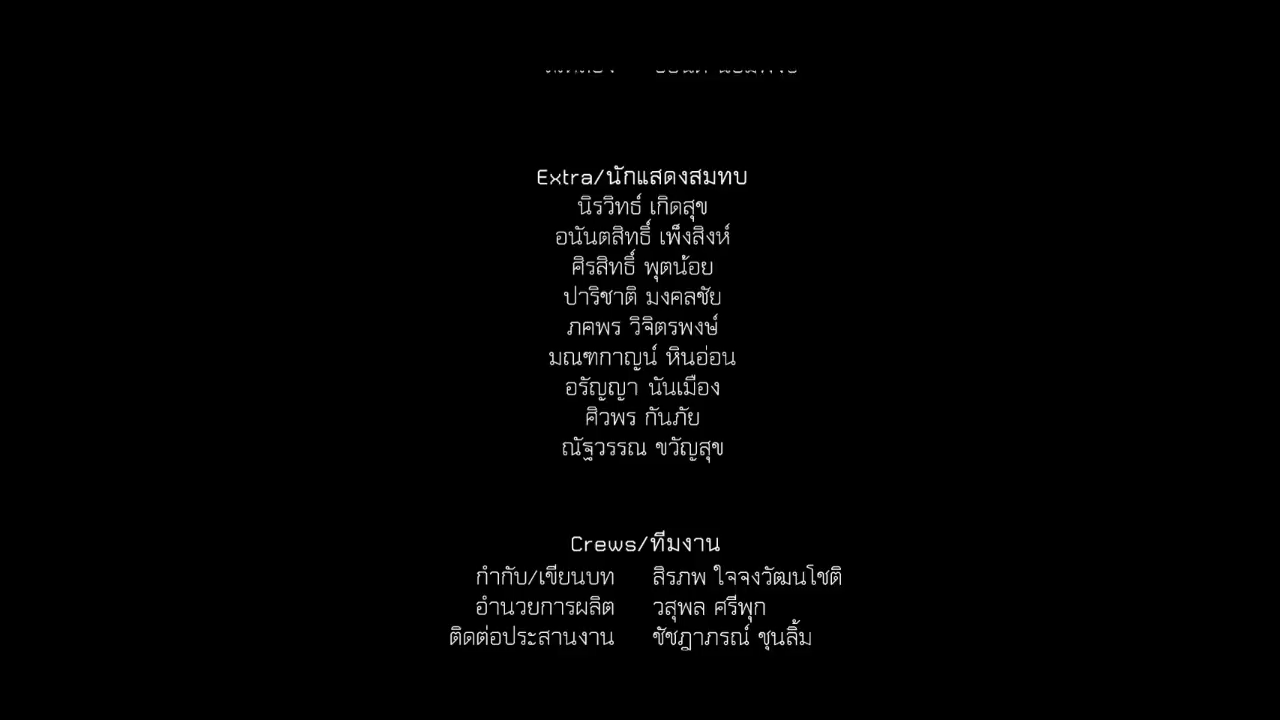 Extra/นักแสดงสมทบ
นิรวิทธ์ เกิดสุข
อนันตสิทธิ์ เพ็งสิงห์
ศิรสิทธิ์ พุตน้อย
ปาริชาติ มงคลชัย
ภคพร วิจิตรพงษ์
มณฑกาญน์ หินอ่อน
อรัญญา นันเมือง
ศิวพร กันภัย
ณัฐวรรณ ขวัญสุข
Crews/ทีมงาน
กำกับ/เขียนบท สิรภพ ใจจงวัฒนโชติ
อำนวยการผลิต วสุพล ศรีพุก
ติดต่อประสานงาน ชัชฎาภรณ์ ชุนลิ้ม